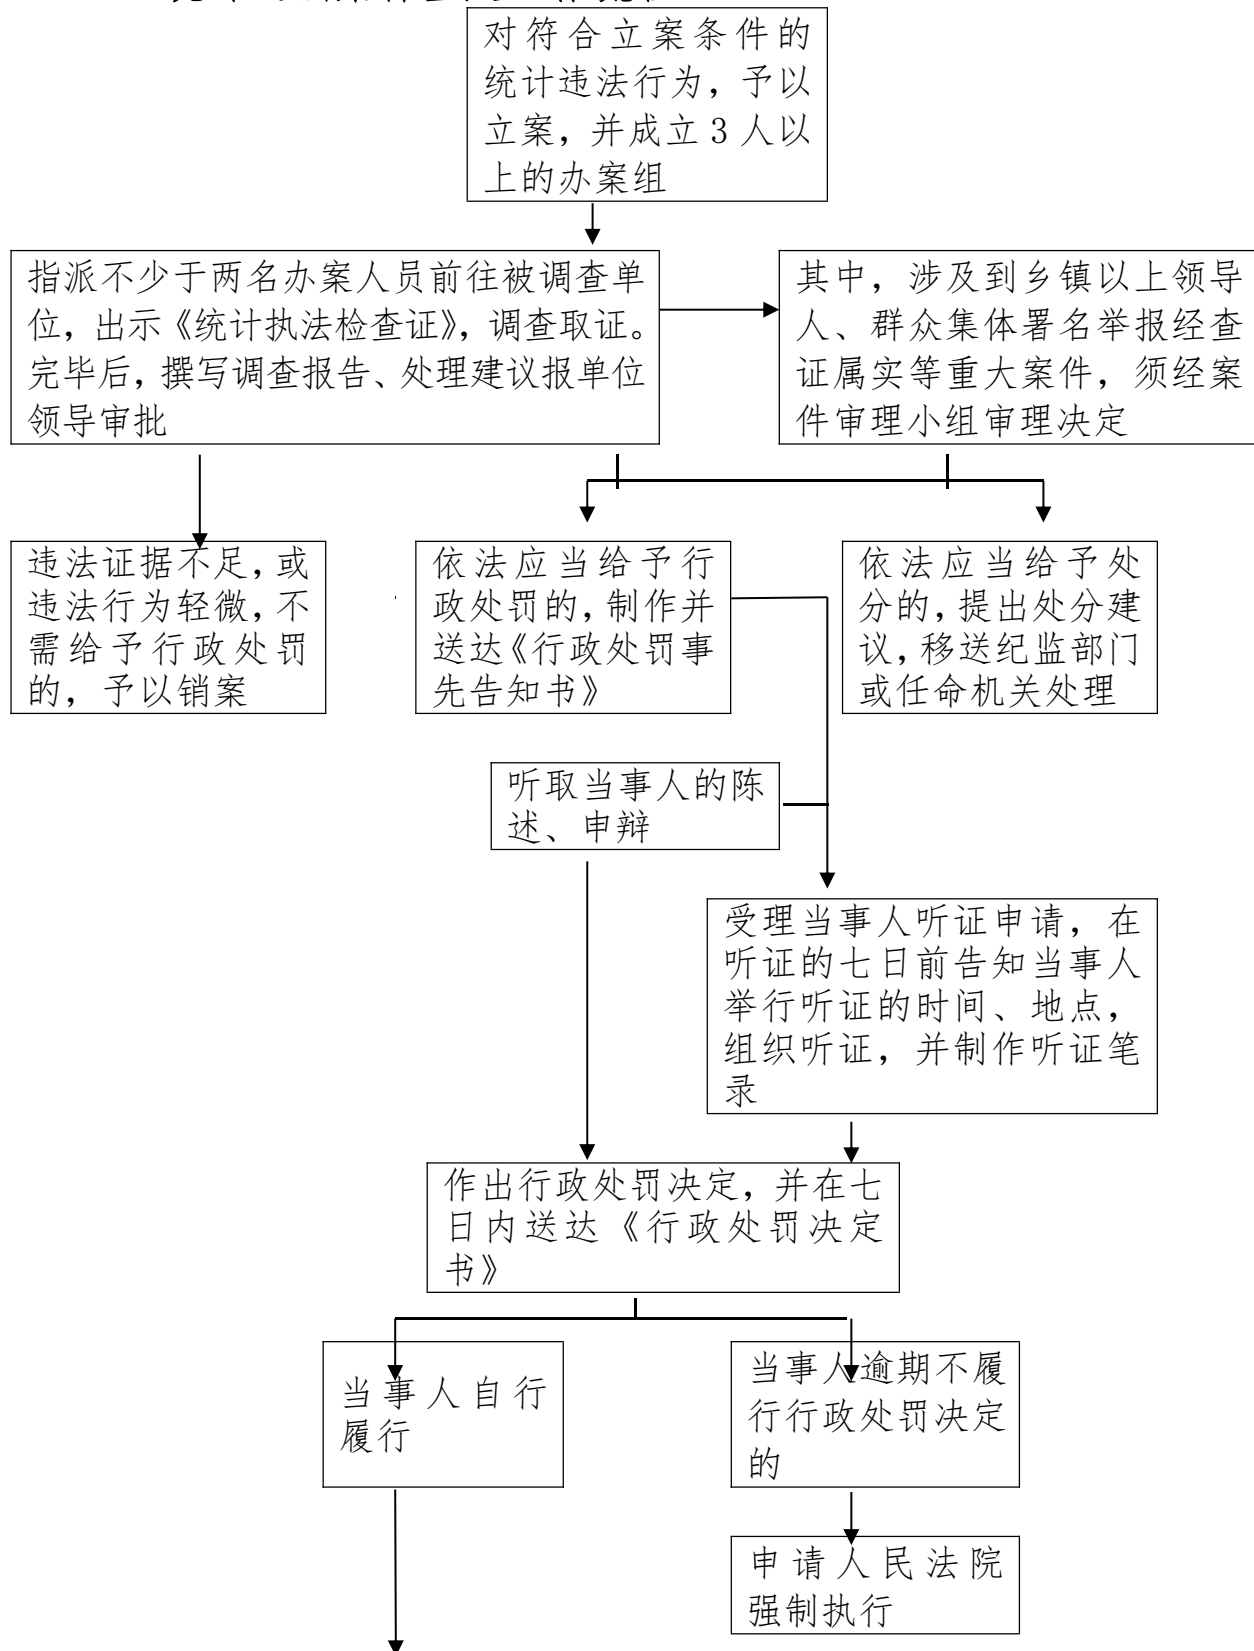 对符合立案条件的
统计违法行为，予以
立案，并成立3人以
上的办案组
指派不少于两名办案人员前往被调查单
位，出示《统计执法检查证》，调查取证。
完毕后，撰写调查报告、处理建议报单位
领导审批
其中，涉及到乡镇以上领导
人、群众集体署名举报经查
证属实等重大案件，须经案
件审理小组审理决定
违法证据不足，或
违法行为轻微，不
需给予行政处罚
的，予以销案
依法应当给予行
政处罚的，制作并
送达《行政处罚事
先告知书》
依法应当给予处
分的，提出处分建
议，移送纪监部门
或任命机关处理
听取当事人的陈
述、申辩
受理当事人听证申请，在
听证的七日前告知当事人
举行听证的时间、地点，
组织听证，并制作听证笔
录
作出行政处罚决定，并在七
日内送达《行政处罚决定
书》
当事人自行
履行
当事人逾期不履
行行政处罚决定
的
申请人民法院
强制执行